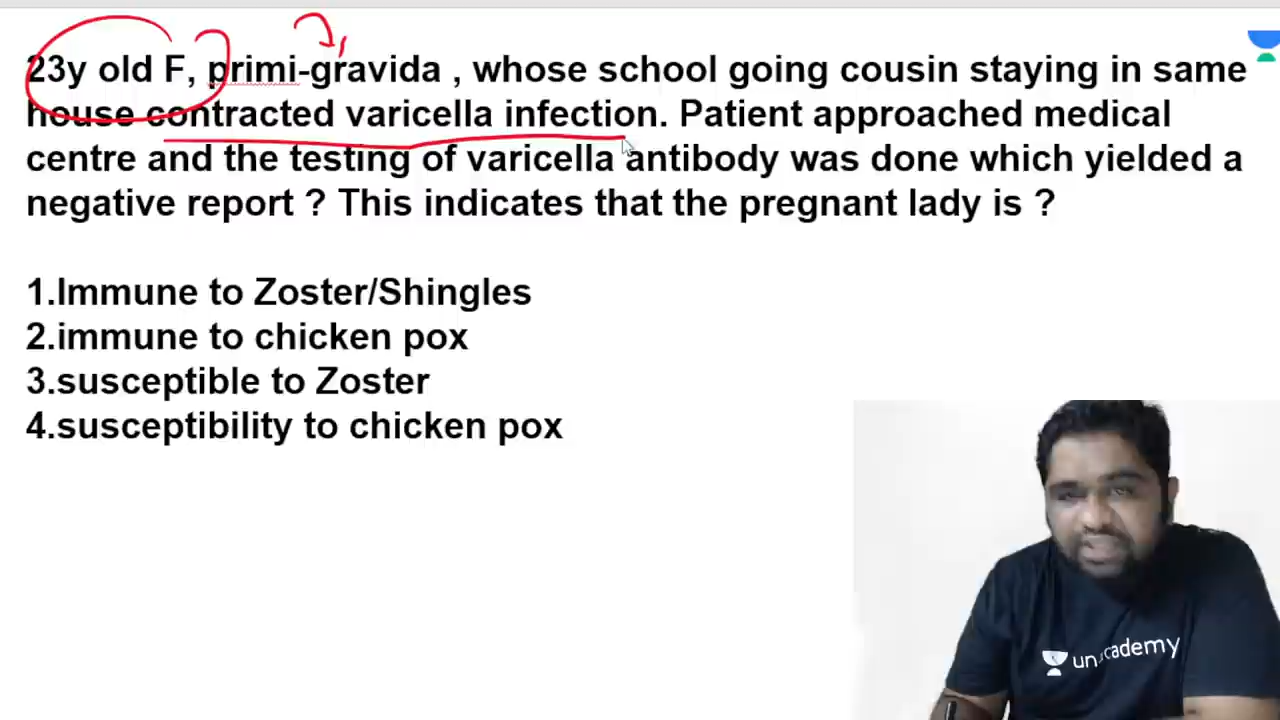 23y old F, primi-gravida , whose school going cousin staying in same
house contracted varicella infection. Patient approached medical
centre and the testing of varicella antibody was done which yielded a
negative report ? This indicates that the pregnant lady is ?
1.Immune to Zoster/Shingles
2.immune to chicken pox
3.susceptible to Zoster
4.susceptibility to chicken pox
unacademy